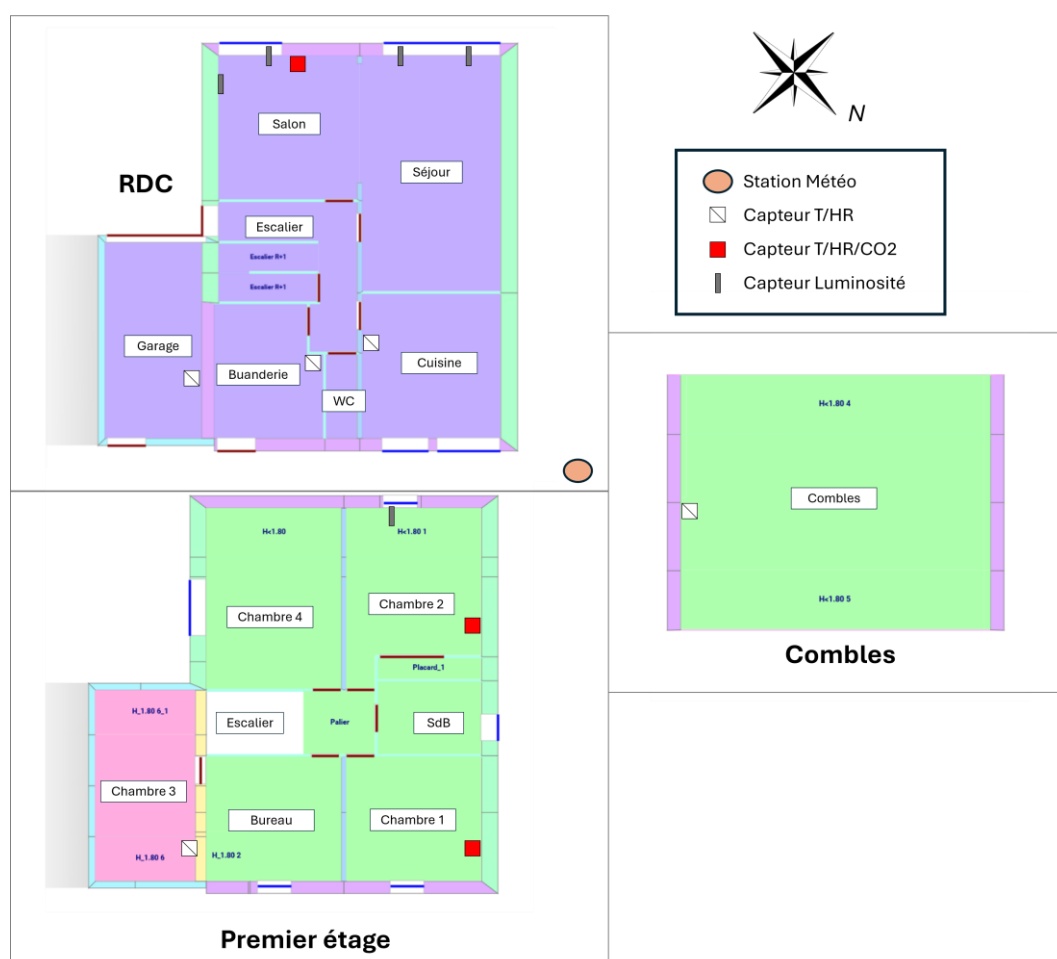 RDC
Salon
Séjour
Escalier
Escalier R+1
Escalier R+1
Garage
Buanderie
WC
Cuisine
N
Station Météo
Capteur T/HR
Capteur T/HR/CO2
Capteur Luminosité
H<1.80 4
Combles
H<1.80 5
Combles
H<1.80
H<1.80 1
Chambre 4
Chambre 2
Placard_1
H_1.80 6_1
Escalier
Palier
SdB
Chambre 3
Bureau
Chambre 1
H_1.80 6
H_1.80 2
Premier étage